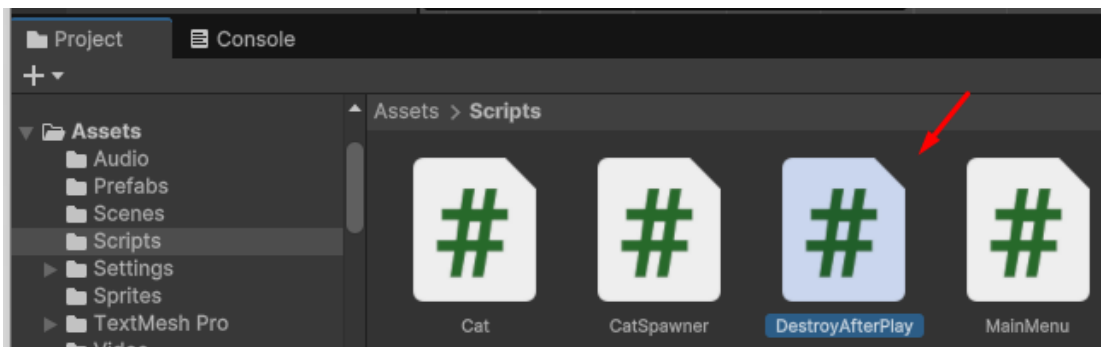 Project
Console
Assets > Scripts
Assets
Audio
Prefabs
Scenes
Scripts
Settings
Sprites
TextMesh Pro
Cat
CatSpawner
DestroyAfterPlay
MainMenu